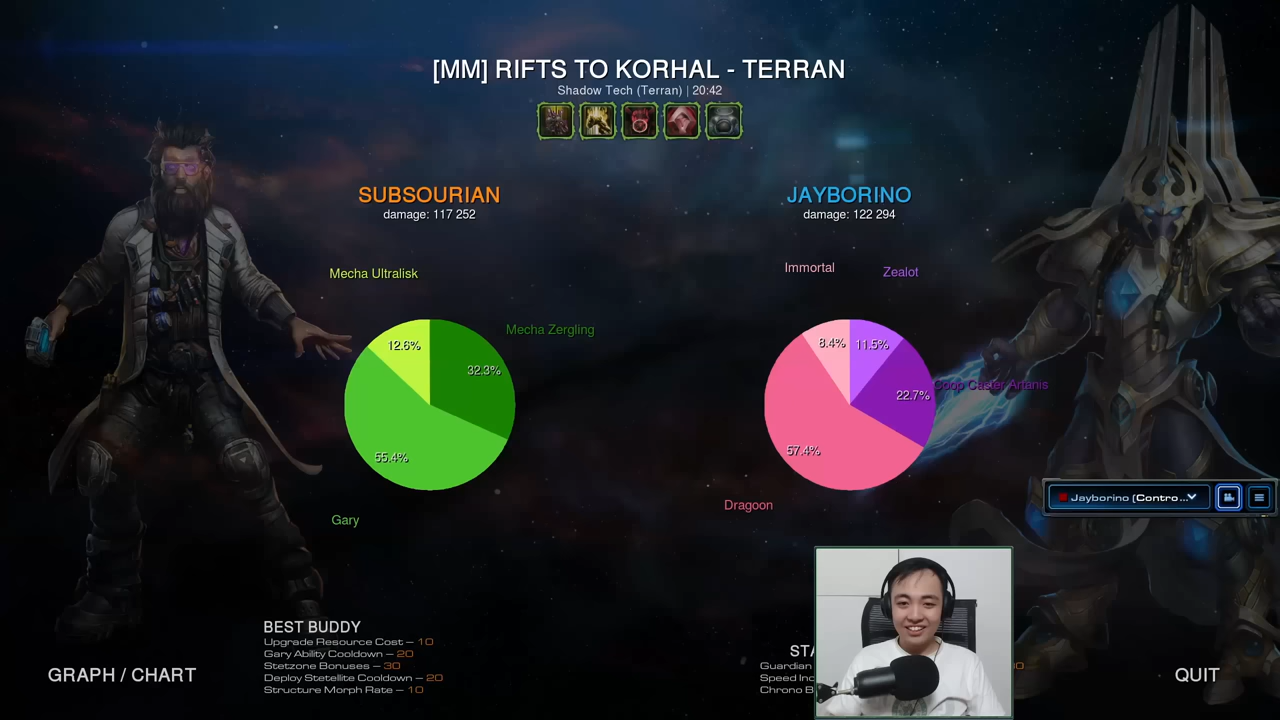 [MM] RIFTS TO KORHAL - TERRAN
Shadow Tech (Terran) | 20:42
SUBSOURIAN
damage: 117 252
Mecha Ultralisk
Mecha Zergling
12.6%
32.3%
55.4%
Gary
JAYBORINO
damage: 122 294
Immortal
Zealot
8.4%
11.5%
Coop Caster Artanis
22.7%
57.4%
Dragoon
Jayborino (Contro...
BEST BUDDY
Upgrade Resource Cost – 10
Gary Ability Cooldown – 20
Stetzone Bonuses – 30
Deploy Stetellite Cooldown – 20
Structure Morph Rate – 10
Guardian
Speed
Chrono
GRAPH / CHART
QUIT